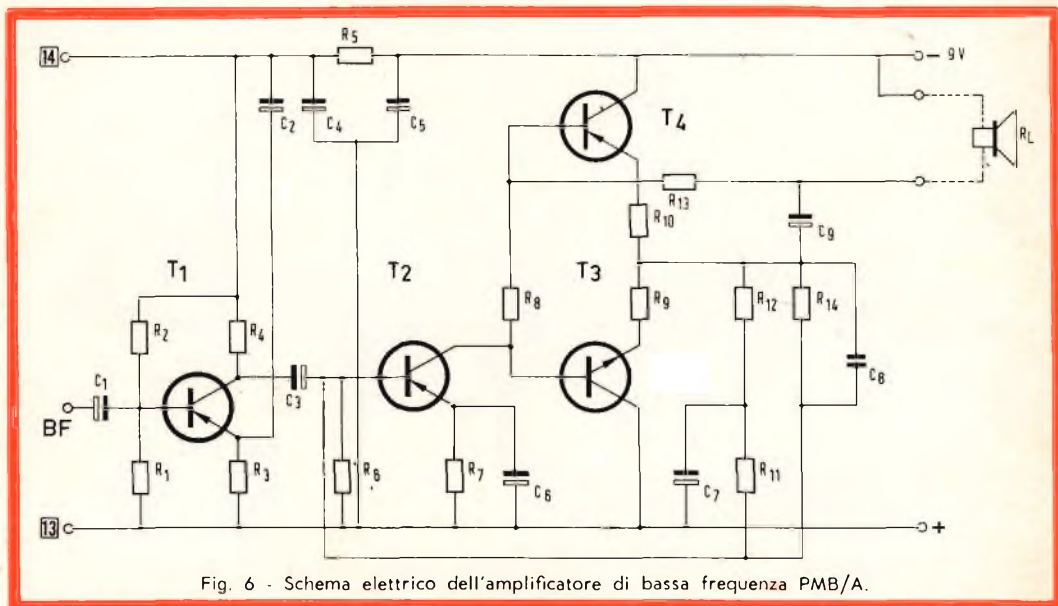 R5
14
- 9V
C2
C4
C5
T4
RL
R13
R10
C9
T1
T2
T3
R2
R4
R8
R9
R12
R14
C1
C3
C8
BF
R1
R3
R6
R7
C6
C7
R11
13
+
Fig. 6 - Schema elettrico dell'amplificatore di bassa frequenza PMB/A.